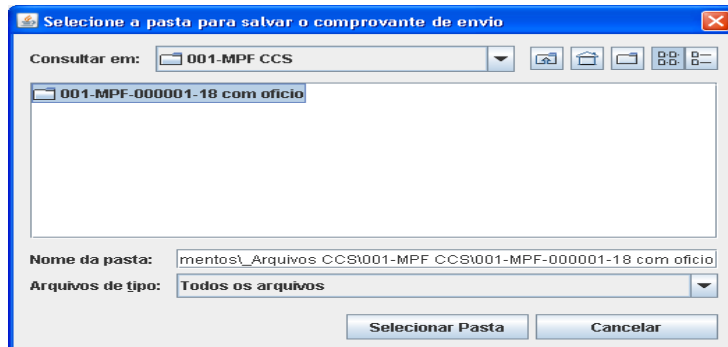 Selecione a pasta para salvar o comprovante de envio
Consultar em: 001-MPF CCS
001-MPF-000001-18 com oficio
Nome da pasta: mentos\_Arquivos CCS\001-MPF CCS\001-MPF-000001-18 com oficio
Arquivos de tipo: Todos os arquivos
Selecionar Pasta Cancelar